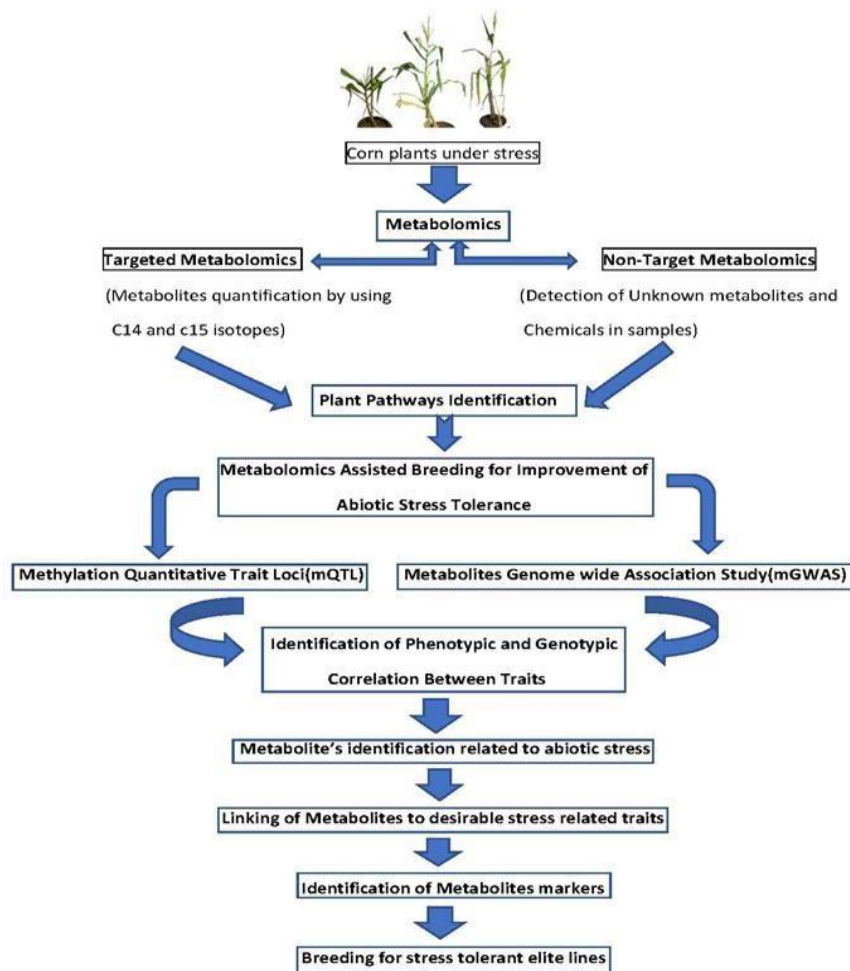 Corn plants under stress
Metabolomics
Targeted Metabolomics
Non-Target Metabolomics
(Metabolites quantification by using
C14 and c15 isotopes)
(Detection of Unknown metabolites and
Chemicals in samples)
Plant Pathways Identification
Metabolomics Assisted Breeding for Improvement of
Abiotic Stress Tolerance
Methylation Quantitative Trait Loci(mQTL)
Metabolites Genome wide Association Study(mGWAS)
Identification of Phenotypic and Genotypic
Correlation Between Traits
Metabolite's identification related to abiotic stress
Linking of Metabolites to desirable stress related traits
Identification of Metabolites markers
Breeding for stress tolerant elite lines